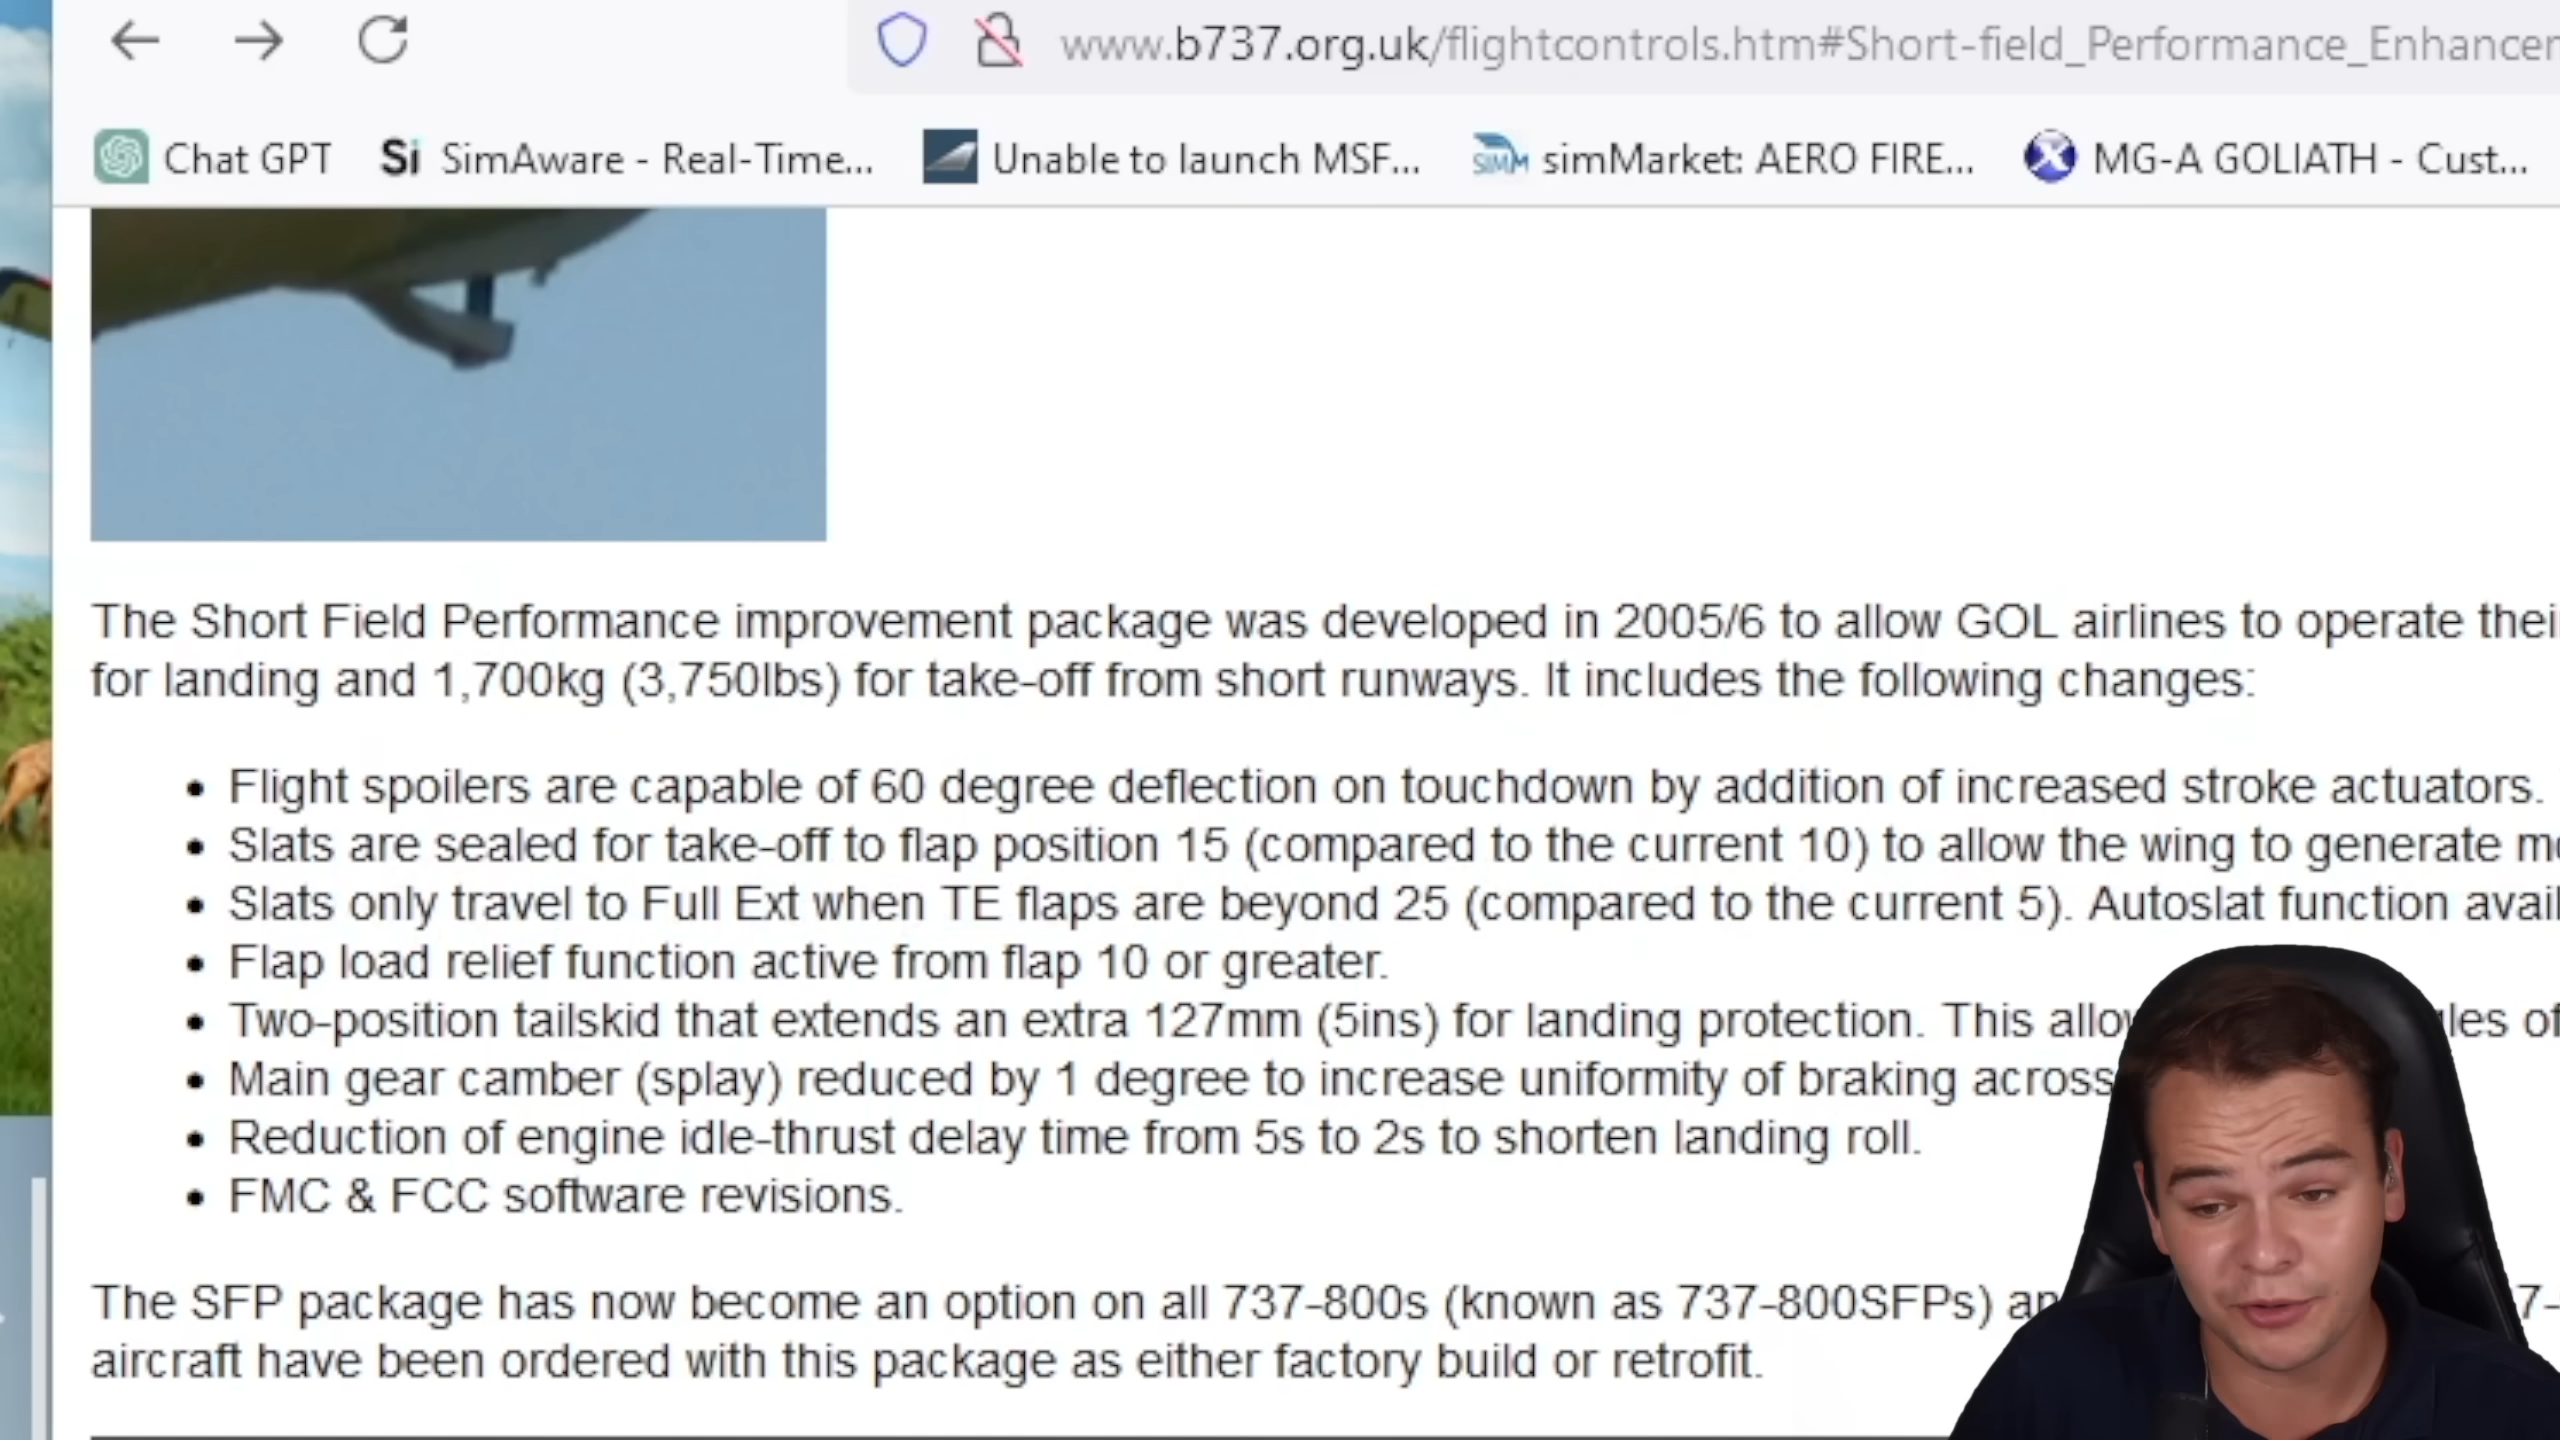 www.b737.org.uk/flightcontrols.htm#Short-field_Performance_Enhancem
Chat GPT
Si SimAware - Real-Time...
Unable to launch MSF...
SIMM simMarket: AERO FIRE...
MG-A GOLIATH - Cust...
The Short Field Performance improvement package was developed in 2005/6 to allow GOL airlines to operate their
for landing and 1,700kg (3,750lbs) for take-off from short runways. It includes the following changes:
• Flight spoilers are capable of 60 degree deflection on touchdown by addition of increased stroke actuators.
• Slats are sealed for take-off to flap position 15 (compared to the current 10) to allow the wing to generate
• Slats only travel to Full Ext when TE flaps are beyond 25 (compared to the current 5). Autoslat function
• Flap load relief function active from flap 10 or greater.
• Two-position tailskid that extends an extra 127mm (5ins) for landing protection. This of
• Main gear camber (splay) reduced by 1 degree to increase uniformity of braking across
• Reduction of engine idle-thrust delay time from 5s to 2s to shorten landing roll.
• FMC & FCC software revisions.
The SFP package has now become an option on all 737-800s (known as 737-800SFPs)
aircraft have been ordered with this package as either factory build or retrofit.